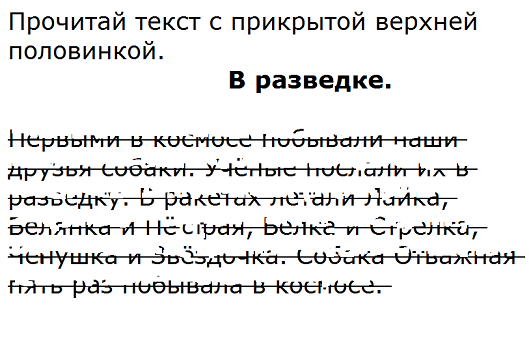 Прочитай текст с прикрытой верхней
половинкой.
В разведке.
Первыми в космосе побывали наши
друзья собаки. Учёные послали их в
разведку. В ракетах летали Лайка,
Белянка и Пёстрая, Белка и Стрелка,
Чернушка и Звёздочка. Собака Отважная
пять раз побывала в космосе.